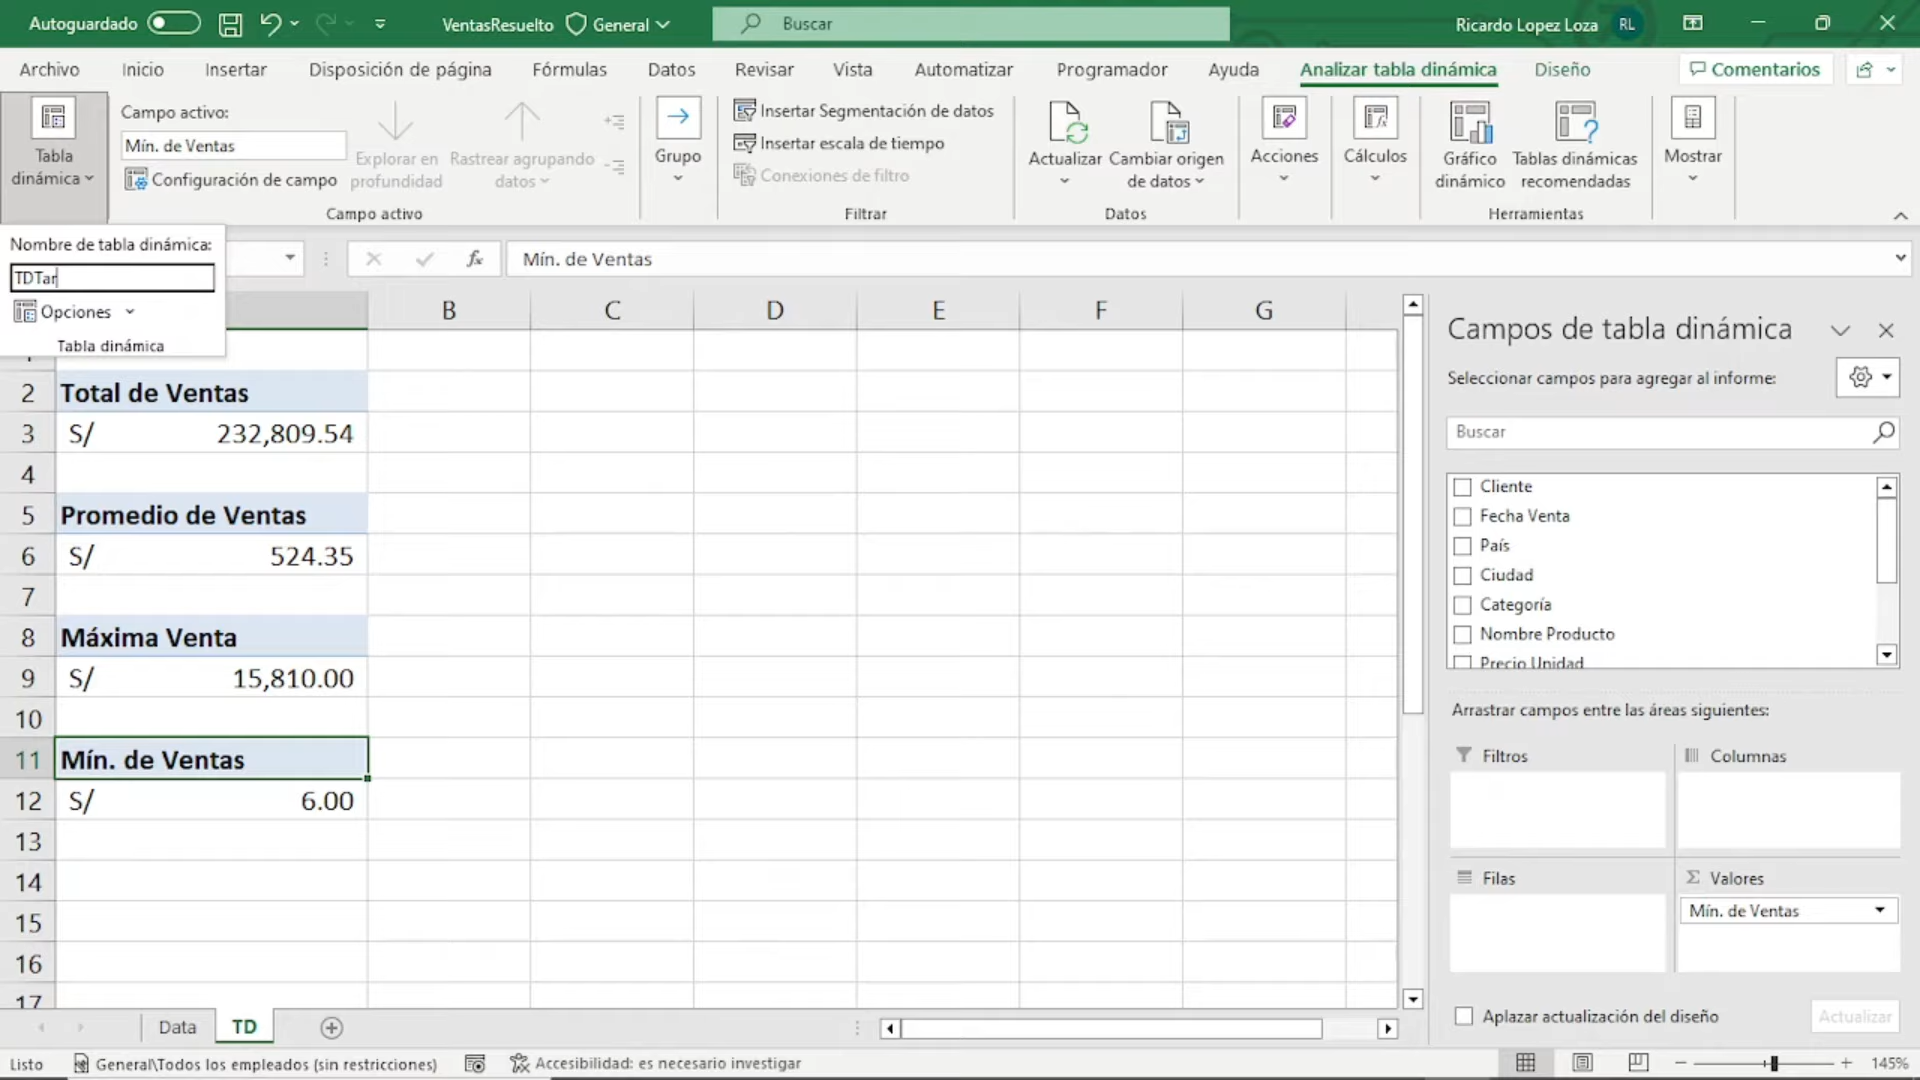 Autoguardado
VentasResuelto General
Buscar
Ricardo Lopez Loza RL
Archivo Inicio Insertar Disposición de página Fórmulas Datos Revisar Vista Automatizar Programador Ayuda Analizar tabla dinámica Diseño Comentarios
Tabla
dinámica
Campo activo:
Mín. de Ventas
Configuración de campo
Explorar en
profundidad
Rastrear agrupando
datos
Campo activo
Grupo
Insertar Segmentación de datos
Insertar escala de tiempo
Conexiones de filtro
Filtrar
Actualizar
Cambiar origen
de datos
Datos
Acciones
Cálculos
Gráfico
dinámico
Tablas dinámicas
recomendadas
Herramientas
Mostrar
Nombre de tabla dinámica:
TDTar
Opciones
Tabla dinámica
fx Mín. de Ventas
B C D E F G
2 Total de Ventas
3 S/ 232,809.54
4
5 Promedio de Ventas
6 S/ 524.35
7
8 Máxima Venta
9 S/ 15,810.00
10
11 Mín. de Ventas
12 S/ 6.00
13
14
15
16
17
Campos de tabla dinámica
Seleccionar campos para agregar al informe:
Buscar
Cliente
Fecha Venta
País
Ciudad
Categoría
Nombre Producto
Precio Unidad
Arrastrar campos entre las áreas siguientes:
Filtros
Columnas
Filas
Σ Valores
Mín. de Ventas
Aplazar actualización del diseño
Actualizar
Data TD
Listo
General\Todos los empleados (sin restricciones)
Accesibilidad: es necesario investigar
145%